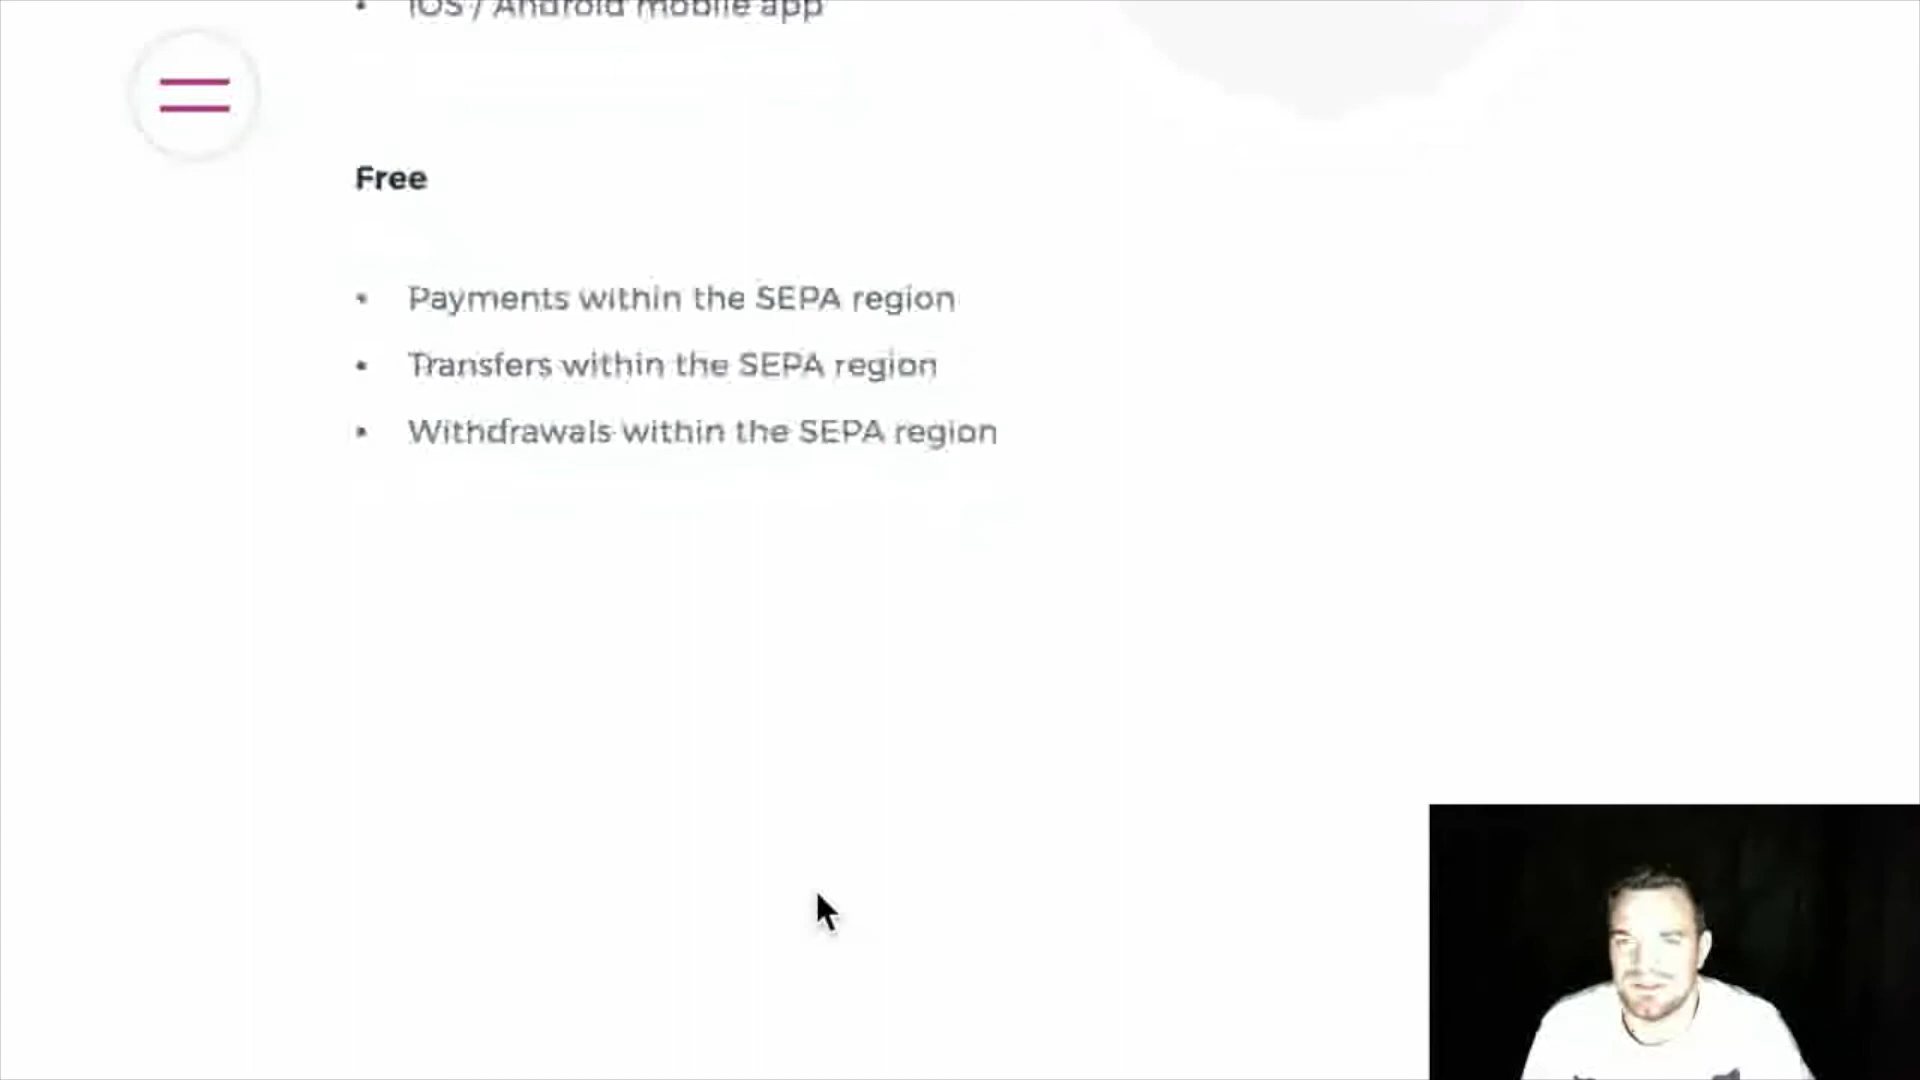 • iOS / Android mobile app
Free
• Payments within the SEPA region
• Transfers within the SEPA region
• Withdrawals within the SEPA region